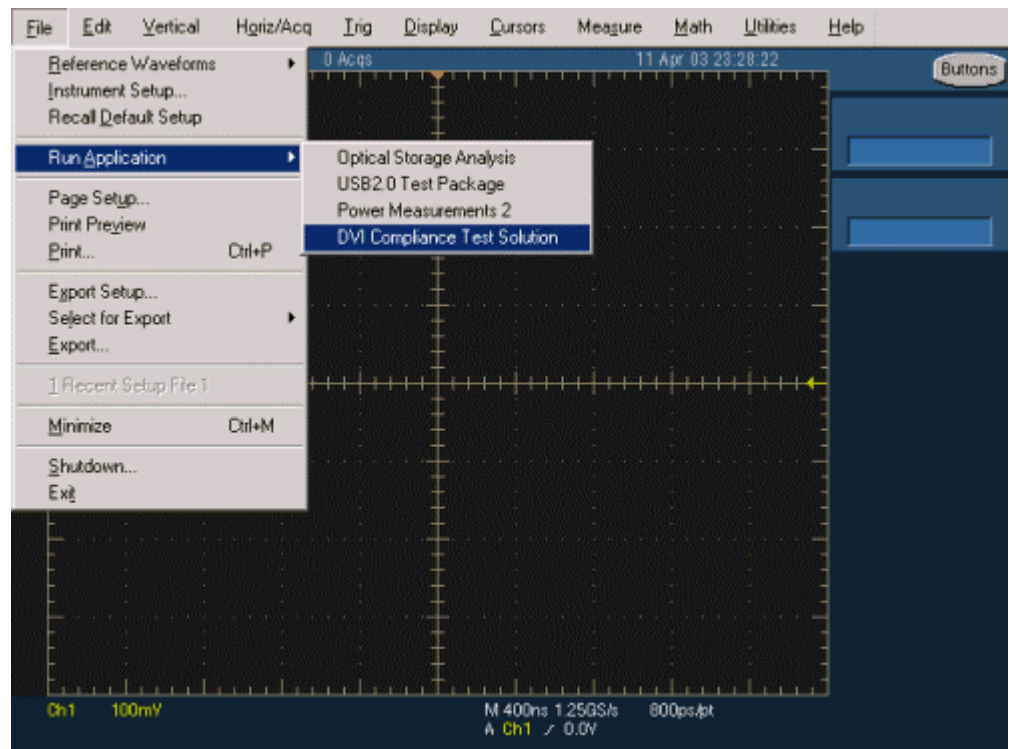 File Edit Vertical Horiz/Acq Trig Display Cursors Measure Math Utilities Help
0 Acqs 11 Apr 03 23:28:22
Buttons
Reference Waveforms
Instrument Setup...
Recall Default Setup
Run Application
Optical Storage Analysis
USB2.0 Test Package
Power Measurements 2
DVI Compliance Test Solution
Page Setup...
Print Preview
Print... Ctrl+P
Export Setup...
Select for Export
Export...
1 Recent Setup File 1
Minimize Ctrl+M
Shutdown...
Exit
Ch1 100mV M 400ns 1.25GS/s 800ps/pt
A Ch1 / 0.0V